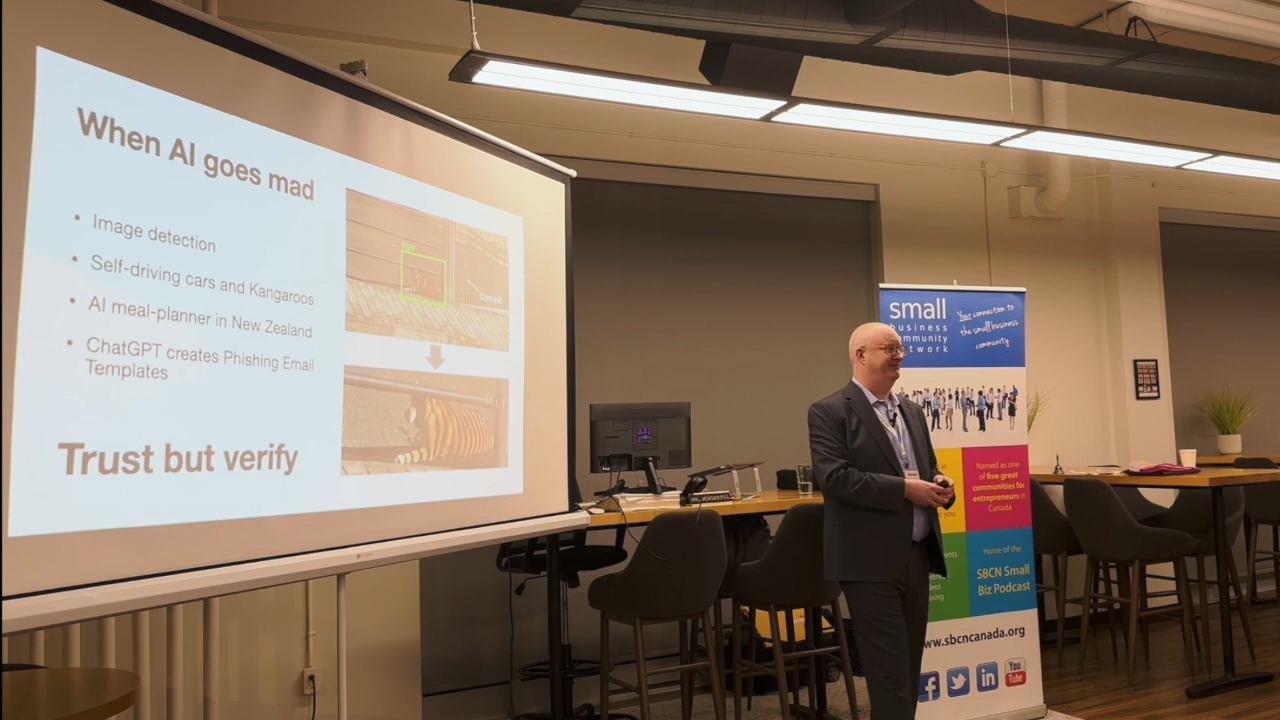 When AI goes mad
• Image detection
• Self-driving cars and Kangaroos
• AI meal-planner in New Zealand
• ChatGPT creates Phishing Email
Templates
Trust but verify
Context
small
business
community
network
Your connection to
the small business
community
Named as one
of five great
communities for
entrepreneurs in
Canada
Home of the
SBCN Small
Biz Podcast
www.sbcncanada.org
You
Tube